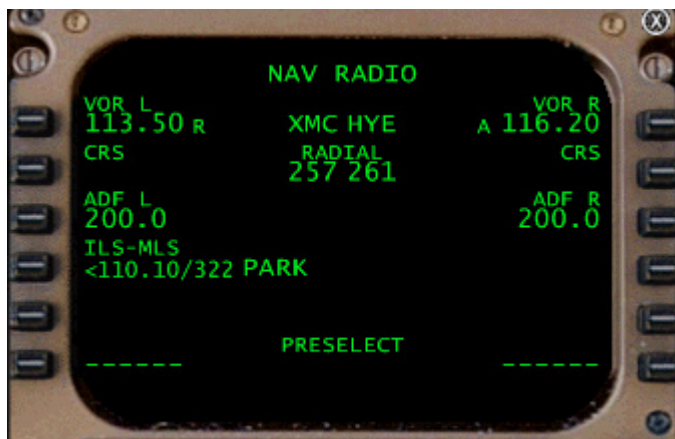 X
NAV RADIO
VOR L VOR R
113.50 R XMC HYE A 116.20
CRS RADIAL CRS
257 261
ADF L ADF R
200.0 200.0
ILS-MLS
<110.10/322 PARK
PRESELECT
------ ------